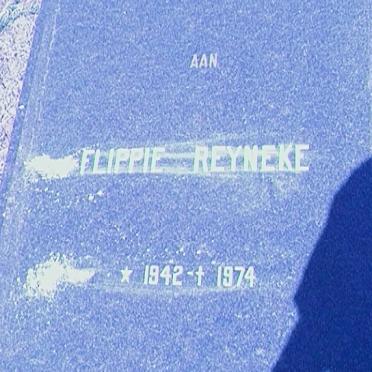 AAN
FLIPPIE REYNEKE
★ 1942 - † 1974